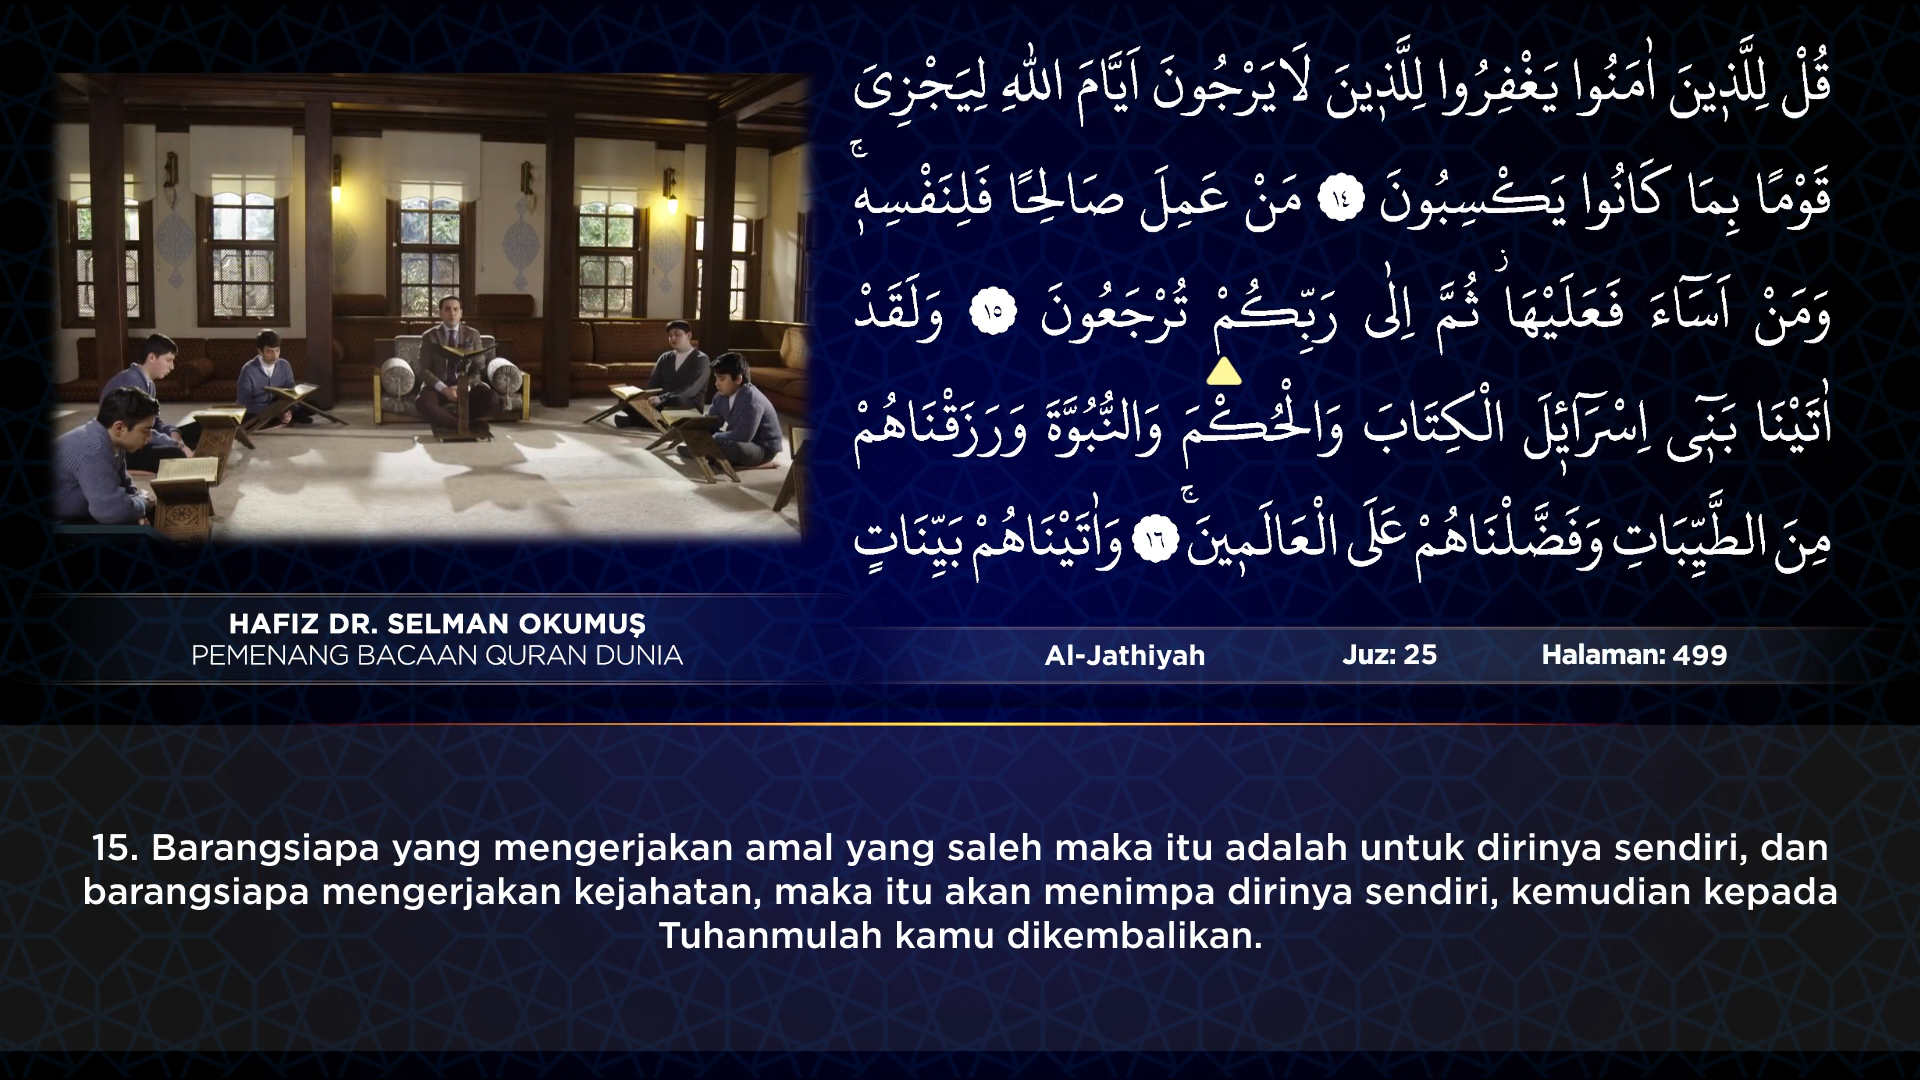 قُلْ لِلَّذ۪ينَ اٰمَنُوا يَغْفِرُوا لِلَّذ۪ينَ لَا يَرْجُونَ اَيَّامَ اللّٰهِ لِيَجْزِيَ
قَوْمًا بِمَا كَانُوا يَكْسِبُونَ ١٤ مَنْ عَمِلَ صَالِحًا فَلِنَفْسِه۪ۚ
وَمَنْ اَسَٓاءَ فَعَلَيْهَاۘ ثُمَّ اِلٰى رَبِّكُمْ تُرْجَعُونَ ١٥ وَلَقَدْ
اٰتَيْنَا بَن۪ٓي اِسْرَٓائ۪لَ الْكِتَابَ وَالْحُكْمَ وَالنُّبُوَّةَ وَرَزَقْنَاهُمْ
مِنَ الطَّيِّبَاتِ وَفَضَّلْنَاهُمْ عَلَى الْعَالَم۪ينَۚ ١٦ وَاٰتَيْنَاهُمْ بَيِّنَاتٍ
HAFIZ DR. SELMAN OKUMUŞ
PEMENANG BACAAN QURAN DUNIA
Al-Jathiyah Juz: 25 Halaman: 499
15. Barangsiapa yang mengerjakan amal yang saleh maka itu adalah untuk dirinya sendiri, dan
barangsiapa mengerjakan kejahatan, maka itu akan menimpa dirinya sendiri, kemudian kepada
Tuhanmulah kamu dikembalikan.